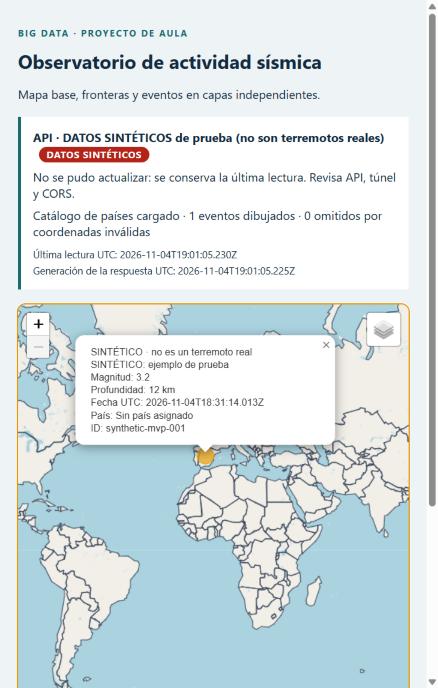 BIG DATA · PROYECTO DE AULA
Observatorio de actividad sísmica
Mapa base, fronteras y eventos en capas independientes.
API · DATOS SINTÉTICOS de prueba (no son terremotos reales)
DATOS SINTÉTICOS
No se pudo actualizar: se conserva la última lectura. Revisa API, túnel
y CORS.
Catálogo de países cargado · 1 eventos dibujados · 0 omitidos por
coordenadas inválidas
Última lectura UTC: 2026-11-04T19:01:05.230Z
Generación de la respuesta UTC: 2026-11-04T19:01:05.225Z
+
−
×
SINTÉTICO · no es un terremoto real
SINTÉTICO: ejemplo de prueba
Magnitud: 3.2
Profundidad: 12 km
Fecha UTC: 2026-11-04T18:31:14.013Z
País: Sin país asignado
ID: synthetic-mvp-001